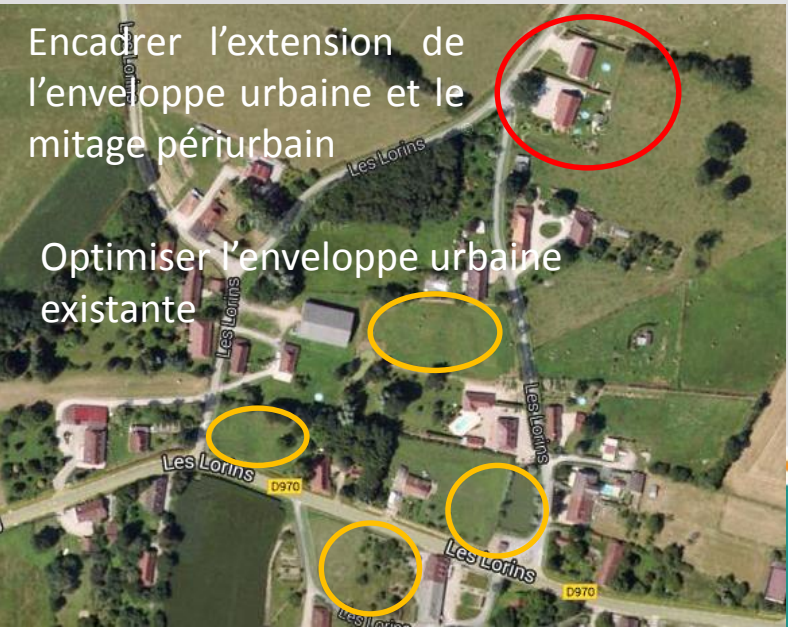 Encadrer l’extension de
l’enveloppe urbaine et le
mitage périurbain
Les Lorins
Les Lorins
Optimiser l’enveloppe urbaine
existante
Les Lorins
Les Lorins
Les Lorins
D970
Les Lorins
D970
Les Lorins